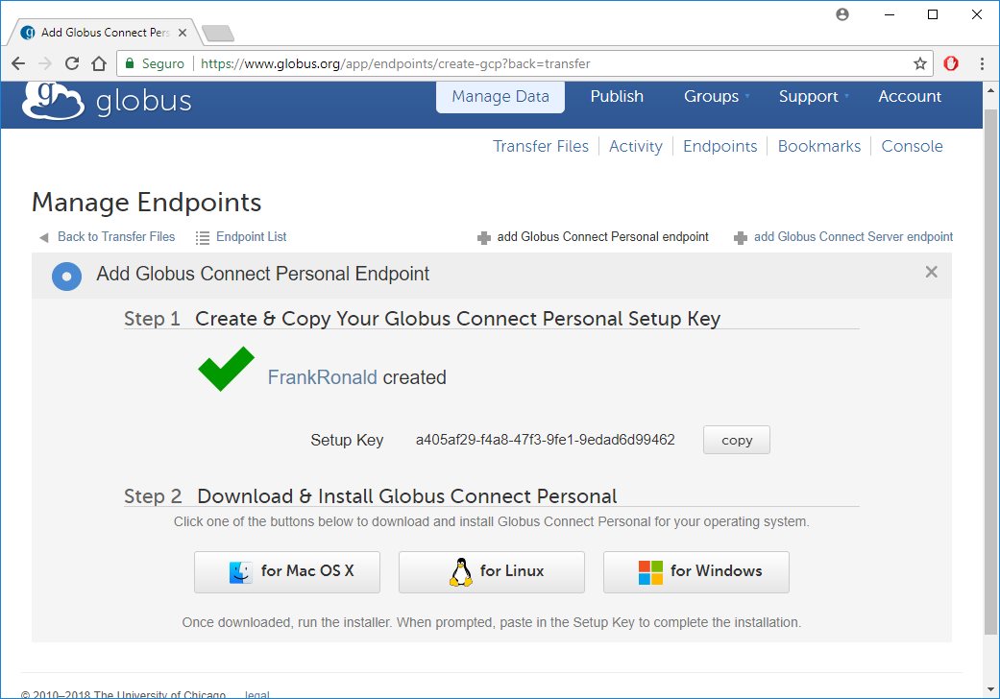 Add Globus Connect Pers
Seguro https://www.globus.org/app/endpoints/create-gcp?back=transfer
g globus Manage Data Publish Groups Support Account
Transfer Files Activity Endpoints Bookmarks Console
Manage Endpoints
Back to Transfer Files Endpoint List add Globus Connect Personal endpoint add Globus Connect Server endpoint
Add Globus Connect Personal Endpoint
Step 1 Create & Copy Your Globus Connect Personal Setup Key
FrankRonald created
Setup Key a405af29-f4a8-47f3-9fe1-9edad6d99462 copy
Step 2 Download & Install Globus Connect Personal
Click one of the buttons below to download and install Globus Connect Personal for your operating system.
for Mac OS X for Linux for Windows
Once downloaded, run the installer. When prompted, paste in the Setup Key to complete the installation.
© 2010–2018 The University of Chicago legal